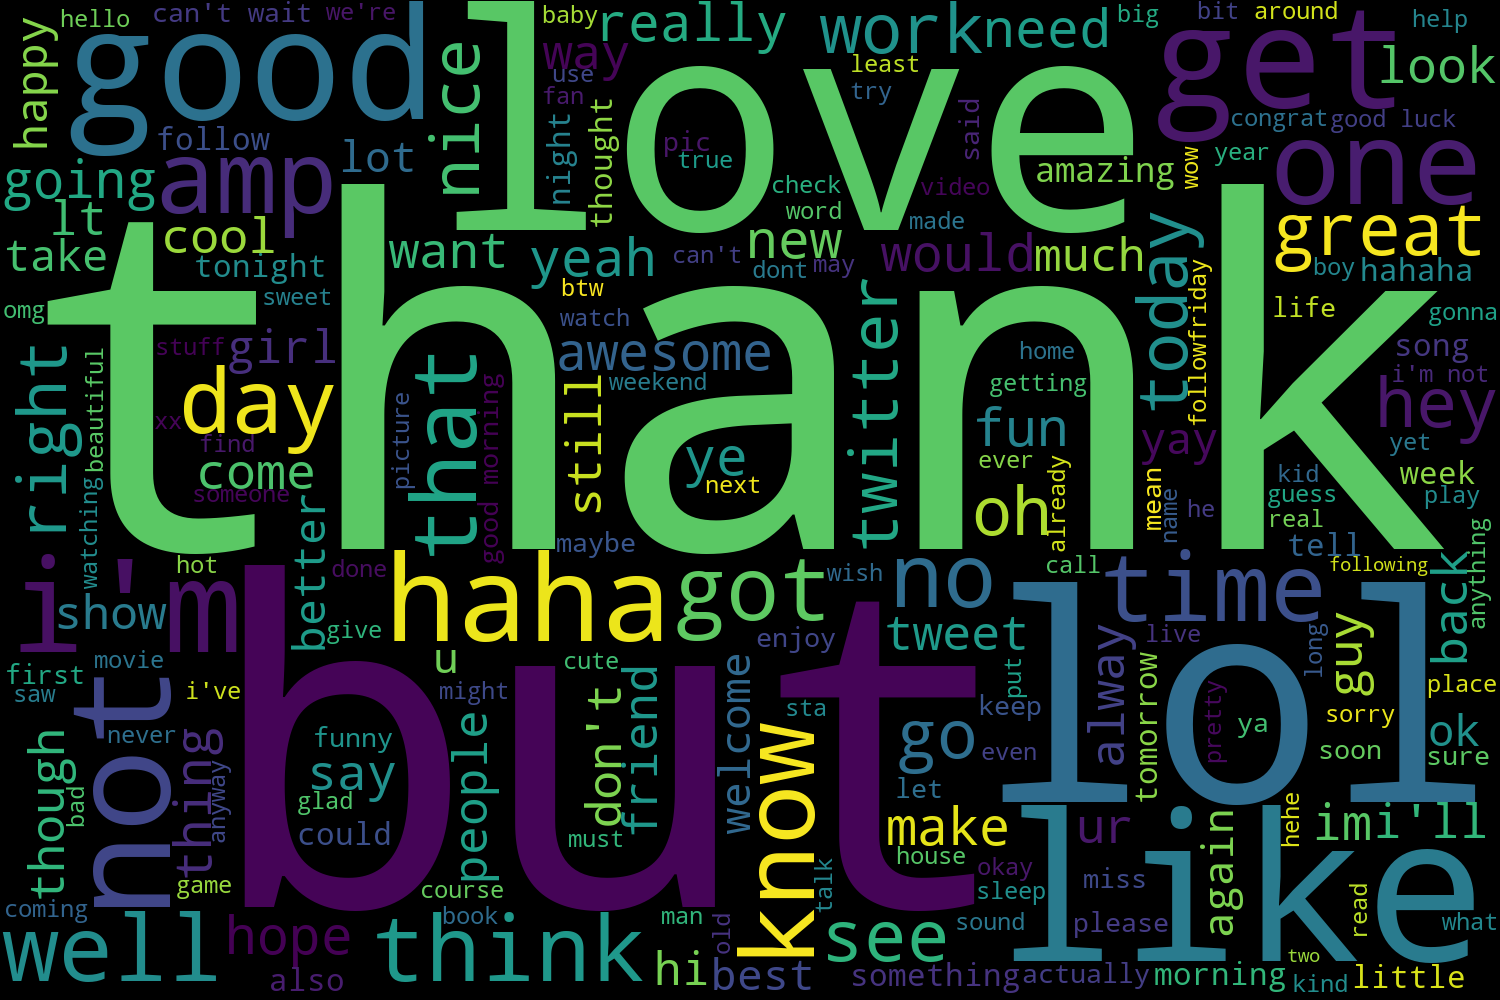 hello
can't wait
we're
baby
really
work
need
big
bit
around
help
happy
good
nice
way
love
least
get
look
use
fan
try
follow
lot
night
thought
pic
true
said
amazing
wow
congrat
good luck
year
one
going
amp
check
word
video
made
lt
cool
want
yeah
new
can't
dont
may
would
much
today
great
take
tonight
sweet
btw
watch
boy
hahaha
omg
thank
life
gonna
followfriday
stuff
girl
awesome
weekend
twitter
home
getting
song
i'm not
right
beautiful
day
that
good morning
still
picture
xx
find
come
someone
ye
next
fun
ever
yay
hey
yet
oh
already
mean
name
he
kid
guess
real
week
play
watching
better
maybe
tell
anything
hot
i'm
done
haha
got
wish
no
call
time
following
show
give
but
enjoy
tweet
lol
back
live
long
first
saw
movie
i've
u
might
cute
friend
don't
welcome
sta
keep
put
always
tomorrow
pretty
guy
place
sorry
not
never
thing
anyway
funny
say
glad
could
people
must
know
go
even
let
ya
soon
ok
sure
though
bad
game
course
book
talk
make
house
okay
sleep
ur
miss
again
hehe
im
i'll
like
coming
well
hope
also
think
man
hi
old
best
see
sound
please
something
actually
morning
read
two
kind
what
little